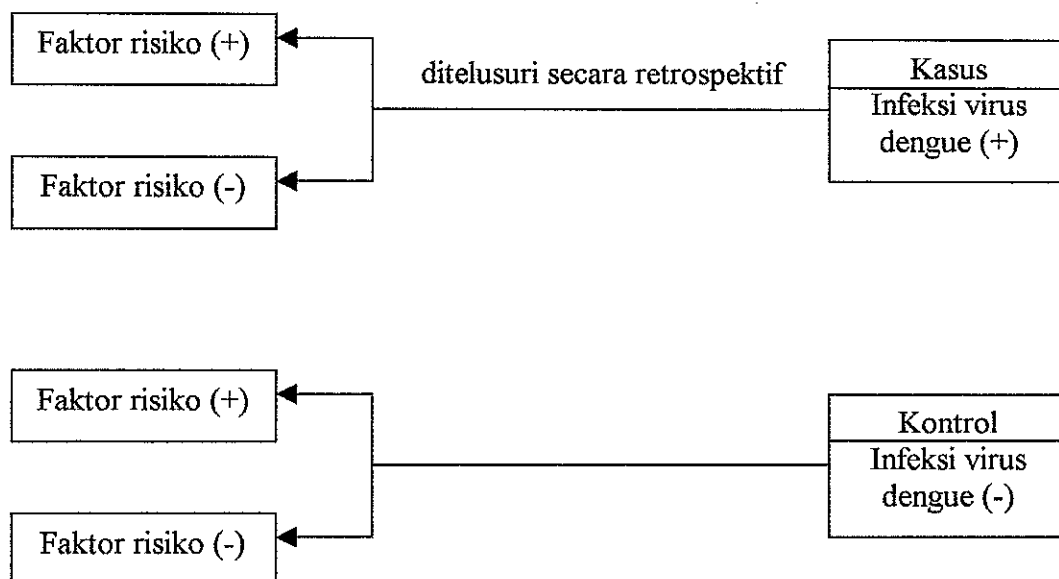 Faktor risiko (+)
ditelusuri secara retrospektif
Kasus
Infeksi virus
dengue (+)
Faktor risiko (-)
Faktor risiko (+)
Kontrol
Infeksi virus
dengue (-)
Faktor risiko (-)